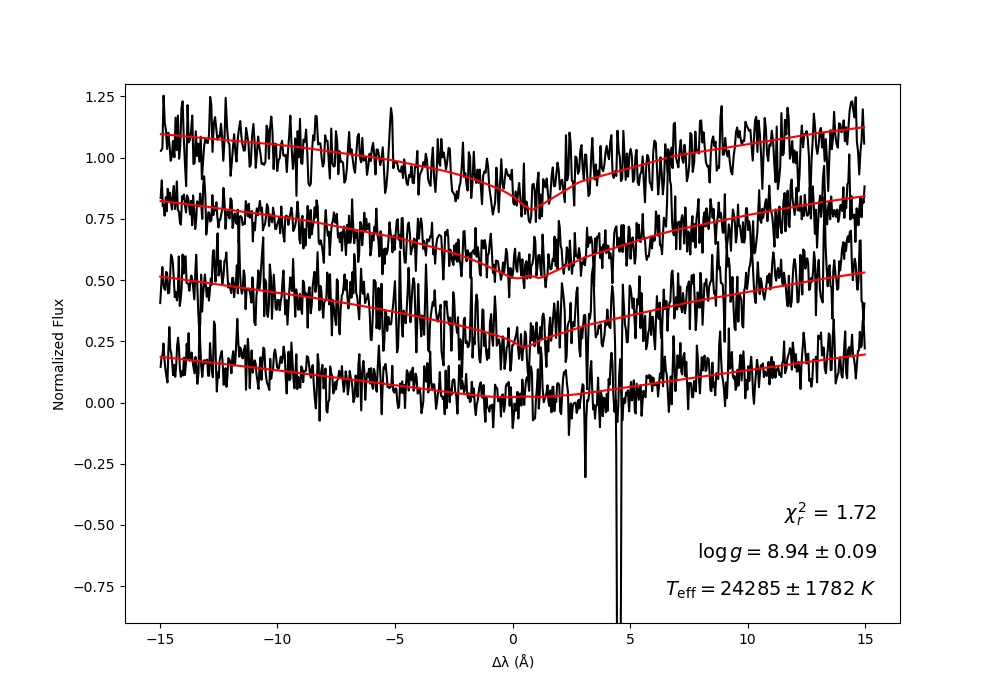 1.25
1.00
0.75
0.50
0.25
0.00
−0.25
−0.50
−0.75
Normalized Flux
χ²ᵣ = 1.72
log g = 8.94 ± 0.09
T_eff = 24285 ± 1782 K
−15 −10 −5 0 5 10 15
Δλ (Å)